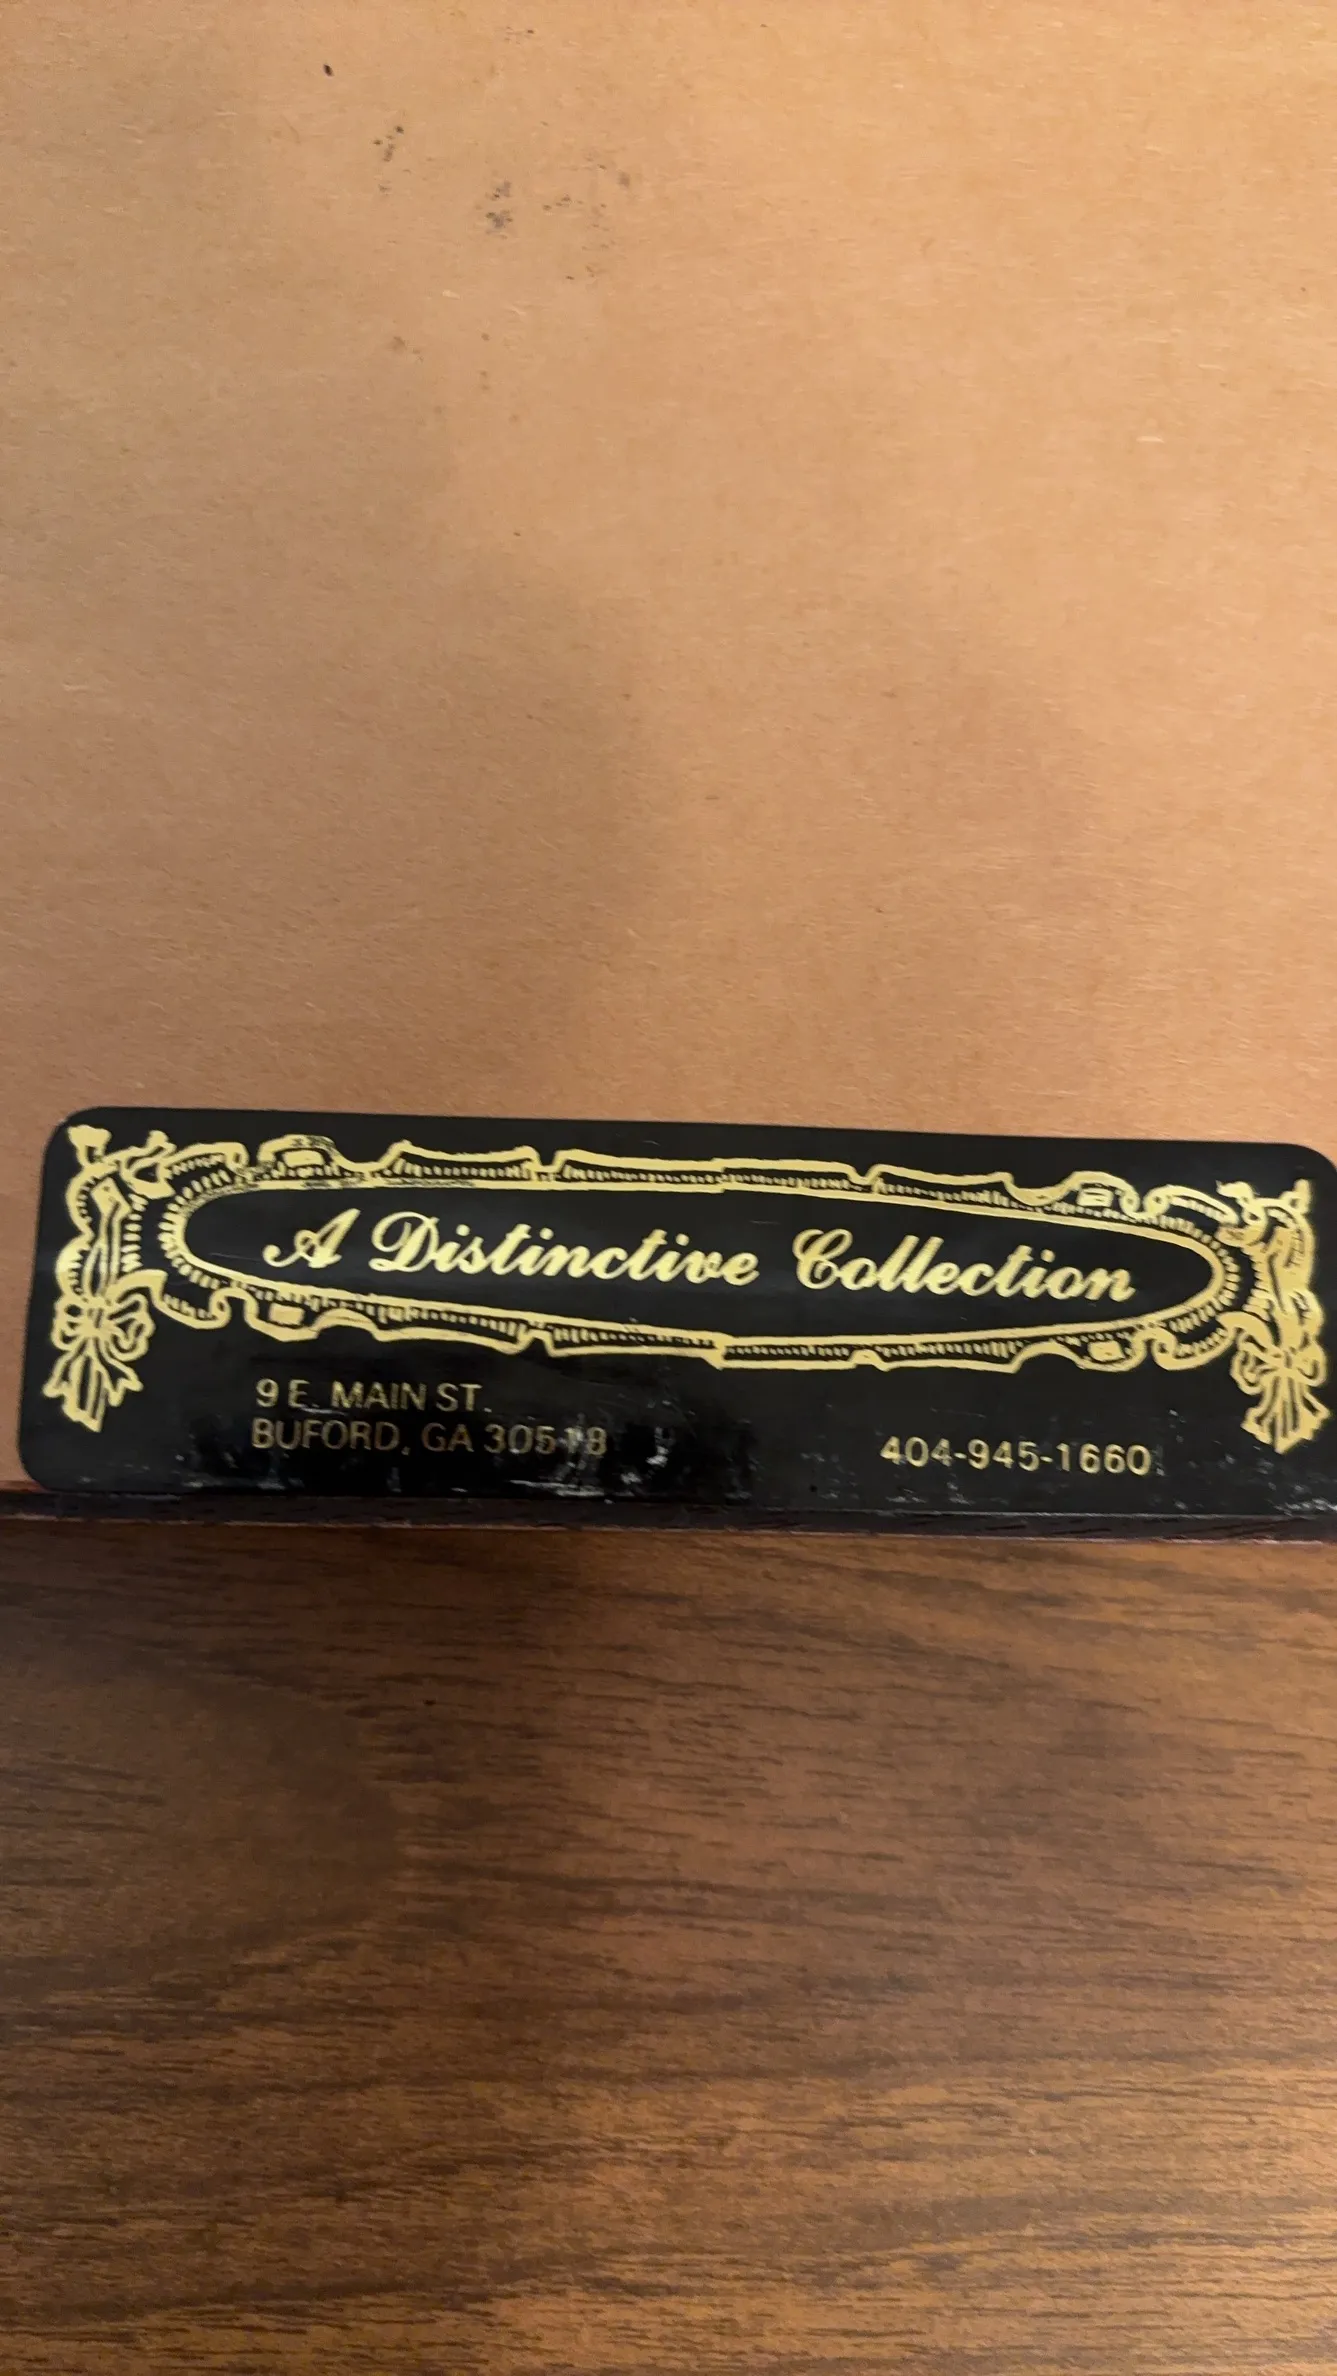 A Distinctive Collection
9 E. MAIN ST.
BUFORD, GA 30518
404-945-1660